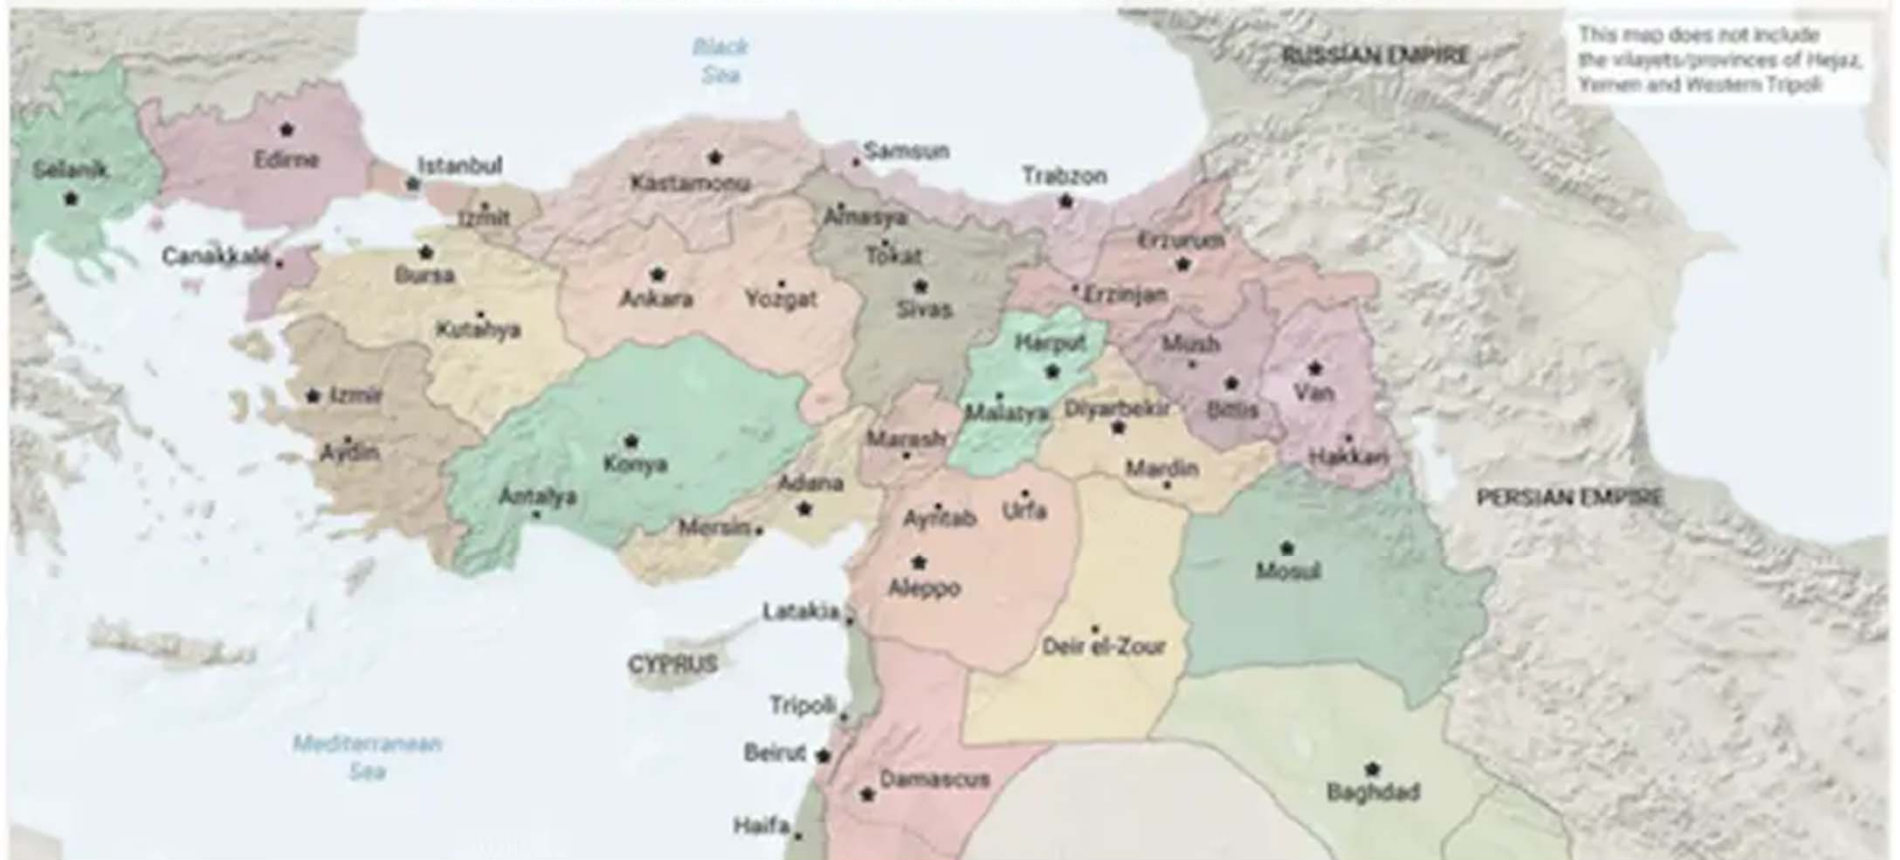 Black
Sea
RUSSIAN EMPIRE
This map does not include
the vilayets/provinces of Hejaz,
Yemen and Western Tripoli
Selanik
Edirne
Istanbul
Izmit
Kastamonu
Samsun
Trabzon
Amasya
Tokat
Sivas
Erzurum
Erzinjan
Canakkale
Bursa
Kutahya
Ankara
Yozgat
Harput
Malatya
Mush
Bitlis
Van
Hakkari
Izmir
Aydin
Konya
Antalya
Marash
Diyarbekir
Mardin
Adana
Mersin
Ayntab
Urfa
Aleppo
PERSIAN EMPIRE
Mosul
Latakia
Deir el-Zour
CYPRUS
Tripoli
Mediterranean
Sea
Beirut
Damascus
Baghdad
Haifa